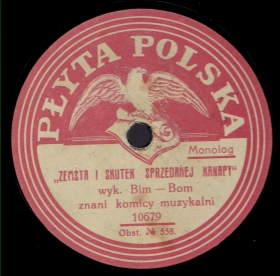 PŁYTA POLSKA
Monolog
„ZEMSTA I SKUTEK SPRZEDANEJ KANAPY"
wyk. Bim — Bom
znani komicy muzykalni
10679
Obst. № 558.